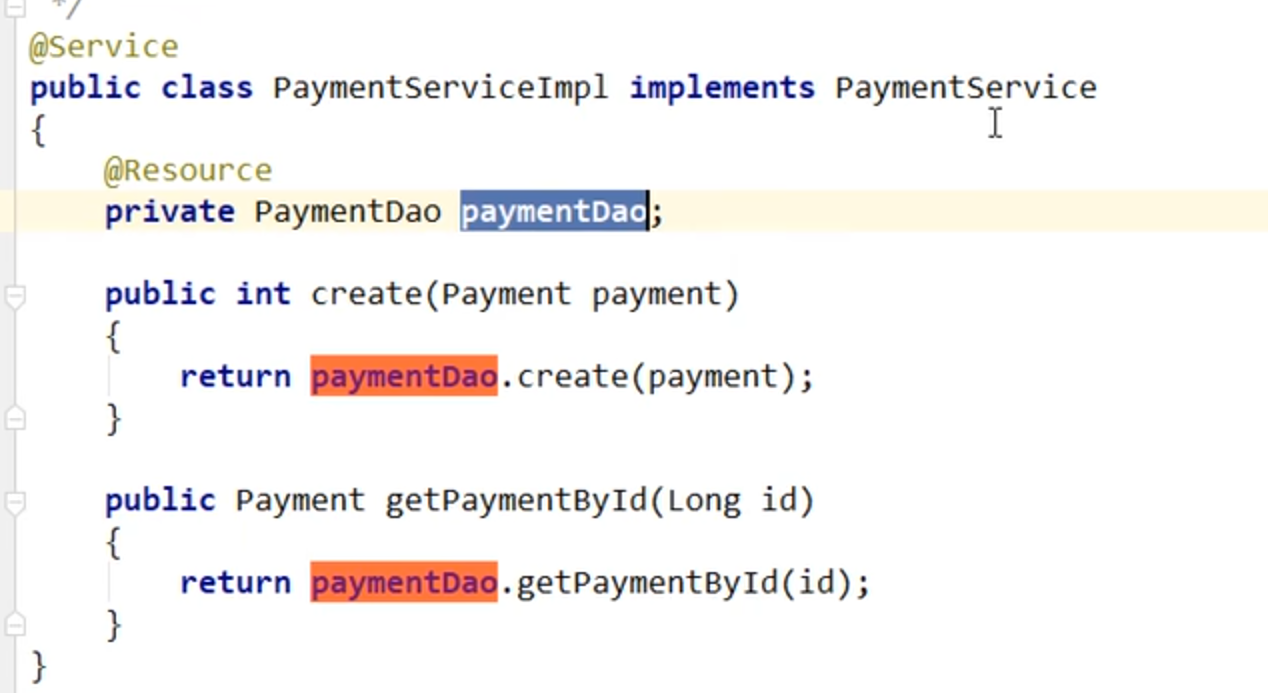 */
@Service
public class PaymentServiceImpl implements PaymentService
{
    @Resource
    private PaymentDao paymentDao;

    public int create(Payment payment)
    {
        return paymentDao.create(payment);
    }

    public Payment getPaymentById(Long id)
    {
        return paymentDao.getPaymentById(id);
    }
}